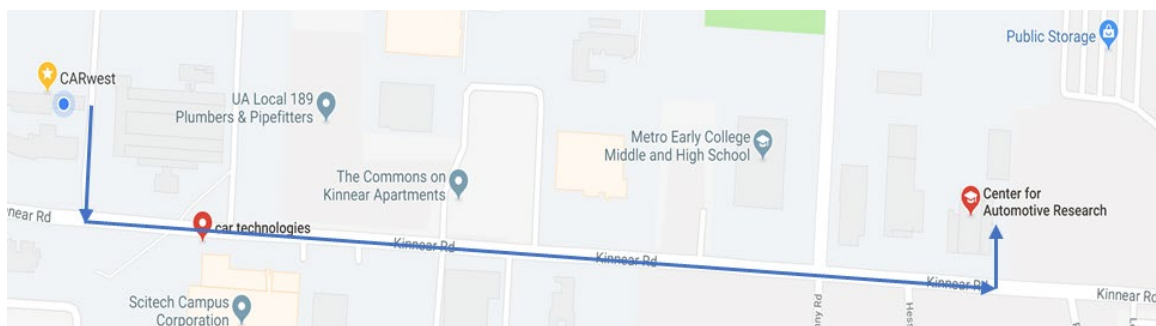 Public Storage
CARwest
UA Local 189
Plumbers & Pipefitters
Metro Early College
Middle and High School
The Commons on
Kinnear Apartments
Center for
Automotive Research
Kinnear Rd
car technologies
Kinnear Rd
Kinnear Rd
Kinnear Rd
Kinnear Rd
Scitech Campus
Corporation